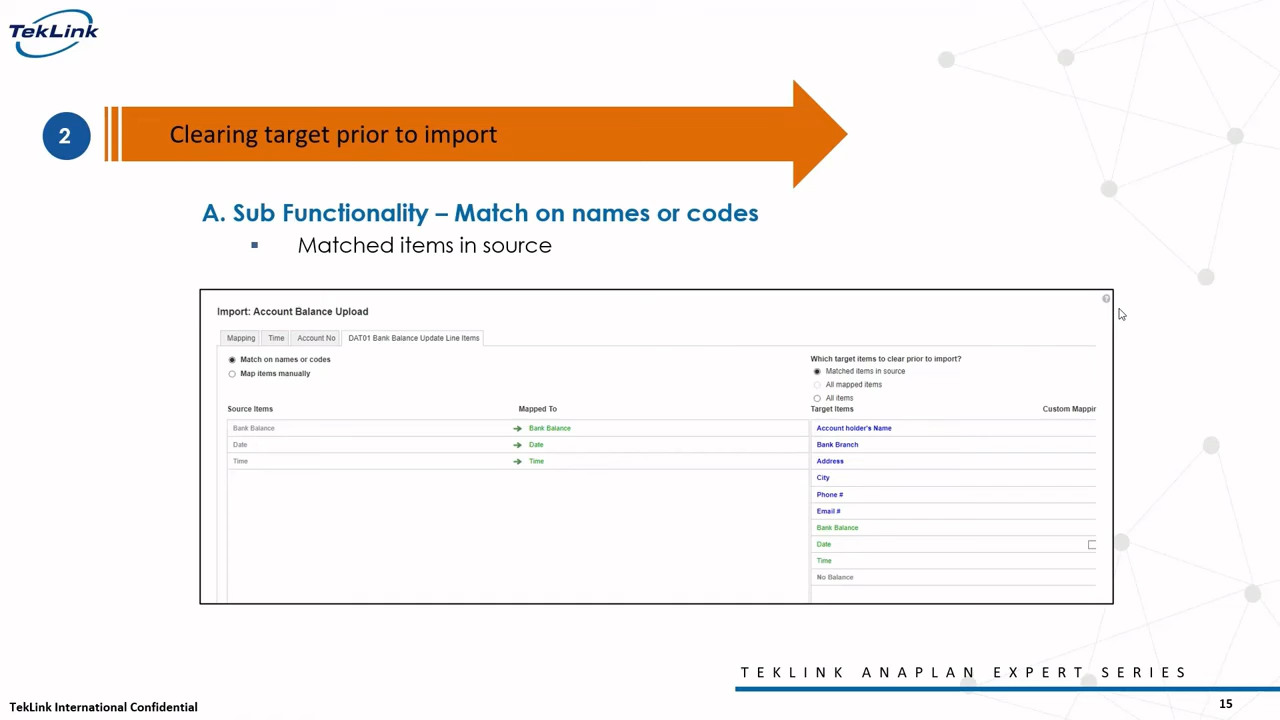 TekLink
2
Clearing target prior to import
A. Sub Functionality – Match on names or codes
▪ Matched items in source
Import: Account Balance Upload
?
Mapping Time Account No DAT01 Bank Balance Update Line Items
Match on names or codes
Map items manually
Which target items to clear prior to import?
Matched items in source
All mapped items
All items
Source Items Mapped To
Target Items Custom Mappin
Bank Balance Bank Balance
Date Date
Time Time
Account holder's Name
Bank Branch
Address
City
Phone #
Email #
Bank Balance
Date
Time
No Balance
TEKLINK ANAPLAN EXPERT SERIES
TekLink International Confidential
15